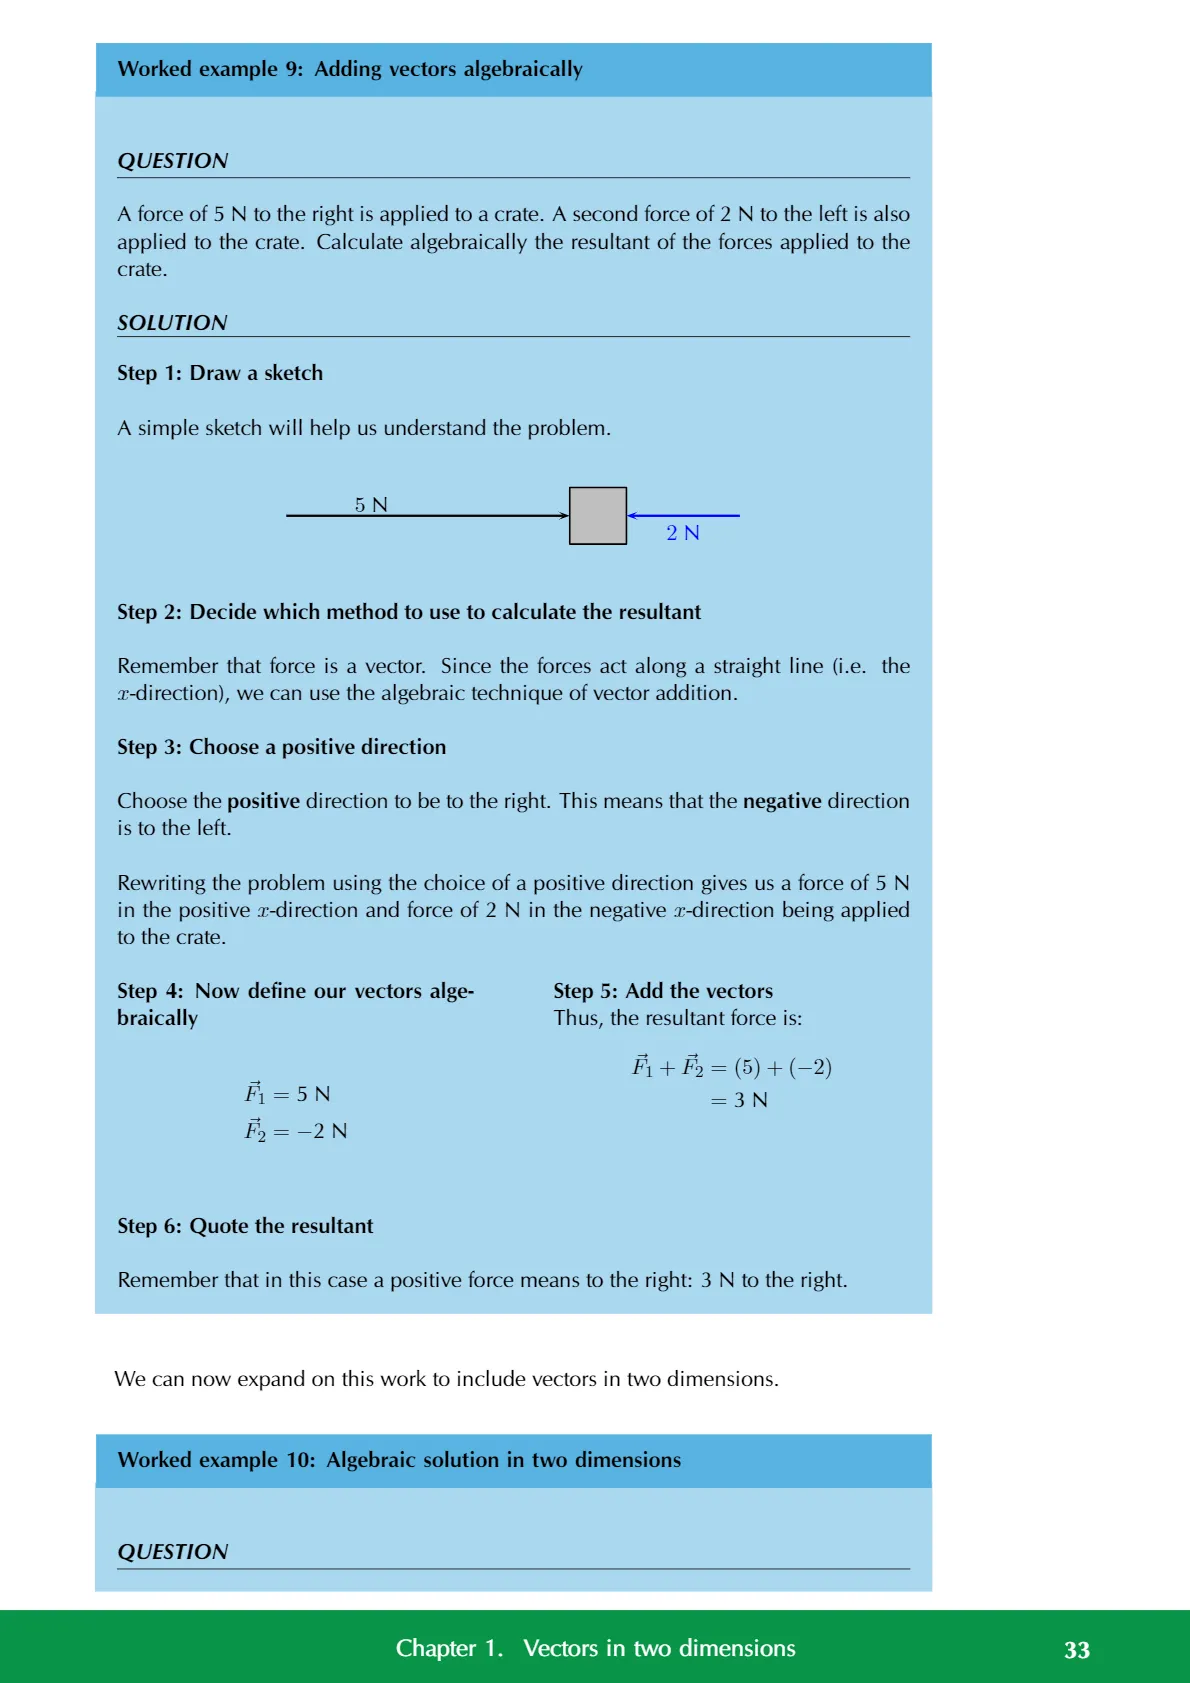 Worked example 9: Adding vectors algebraically
QUESTION
A force of 5 N to the right is applied to a crate. A second force of 2 N to the left is also
applied to the crate. Calculate algebraically the resultant of the forces applied to the
crate.
SOLUTION
Step 1: Draw a sketch
A simple sketch will help us understand the problem.
5 N
2 N
Step 2: Decide which method to use to calculate the resultant
Remember that force is a vector. Since the forces act along a straight line (i.e. the
x-direction), we can use the algebraic technique of vector addition.
Step 3: Choose a positive direction
Choose the positive direction to be to the right. This means that the negative direction
is to the left.
Rewriting the problem using the choice of a positive direction gives us a force of 5 N
in the positive x-direction and force of 2 N in the negative x-direction being applied
to the crate.
Step 4: Now define our vectors alge-
braically
F⃗₁ = 5 N
F⃗₂ = −2 N
Step 5: Add the vectors
Thus, the resultant force is:
F⃗₁ + F⃗₂ = (5) + (−2)
= 3 N
Step 6: Quote the resultant
Remember that in this case a positive force means to the right: 3 N to the right.
We can now expand on this work to include vectors in two dimensions.
Worked example 10: Algebraic solution in two dimensions
QUESTION
Chapter 1. Vectors in two dimensions 33